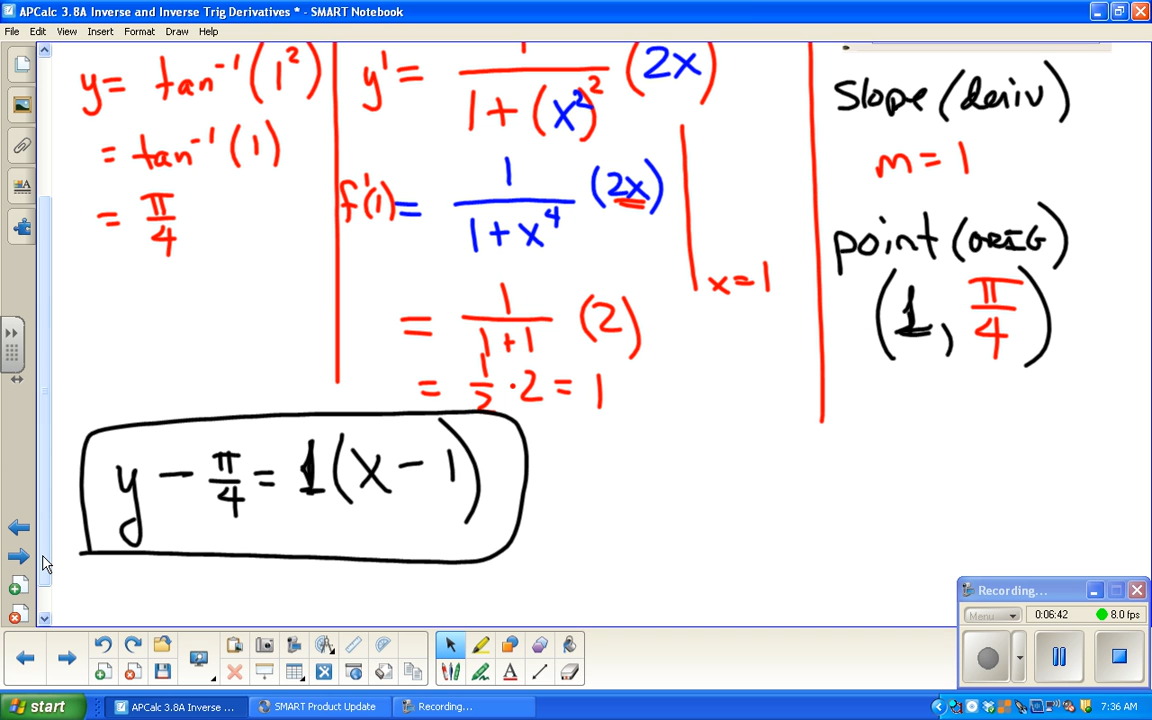 APCalc 3.8A Inverse and Inverse Trig Derivatives * - SMART Notebook
File Edit View Insert Format Draw Help
y = tan⁻¹(1²)
= tan⁻¹(1)
= π/4
y' = 1/(1 + (x²)²) (2x)
f'(1) = 1/(1 + x⁴) (2x) | x = 1
= 1/(1+1) (2)
= 1/2 · 2 = 1
Slope (deriv)
m = 1
point (ORIG)
(1, π/4)
y - π/4 = 1(x - 1)
Recording...
Menu 0:06:42 8.0 fps
start APCalc 3.8A Inverse ... SMART Product Update Recording... 7:36 AM